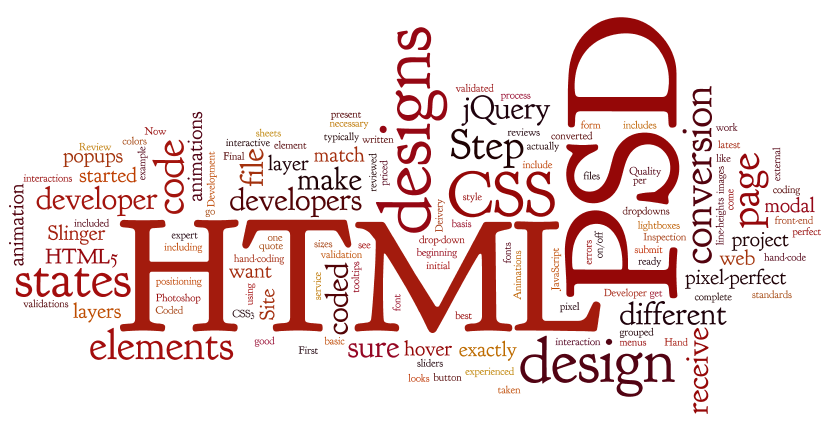 designs
PSD
validated
process
jQuery
form
includes
conversion
work
present
necessary
sheets
animations
Now
colors
Review
interactive
element
typically
written
Step
reviews
actually
converted
latest
popups
example
code
Final
file
layer
match
reviewed
priced
include
files
Quality
per
like
images
line-heights
come
page
external
interactions
started
make
CSS
style
coding
animation
developer
developers
Delivery
basis
dropdowns
modal
included
Slinger
expert
including
HTML
one
quote
sizes
validation
see
drop-down
beginning
initial
fonts
errors
on/off
lightboxes
Inspection
submit
ready
front-end
perfect
project
HTML5
hand-coding
want
coded
tooltips
web
hand-code
states
positioning
service
Animations
JavaScript
pixel-perfect
validations
Photoshop
Coded
using
CSS3
Site
font
best
pixel
Developer
get
complete
standards
layers
different
elements
good
First
basic
sure
hover
exactly
interaction
grouped
menus
Hand
receive
sliders
looks
button
experienced
taken
design